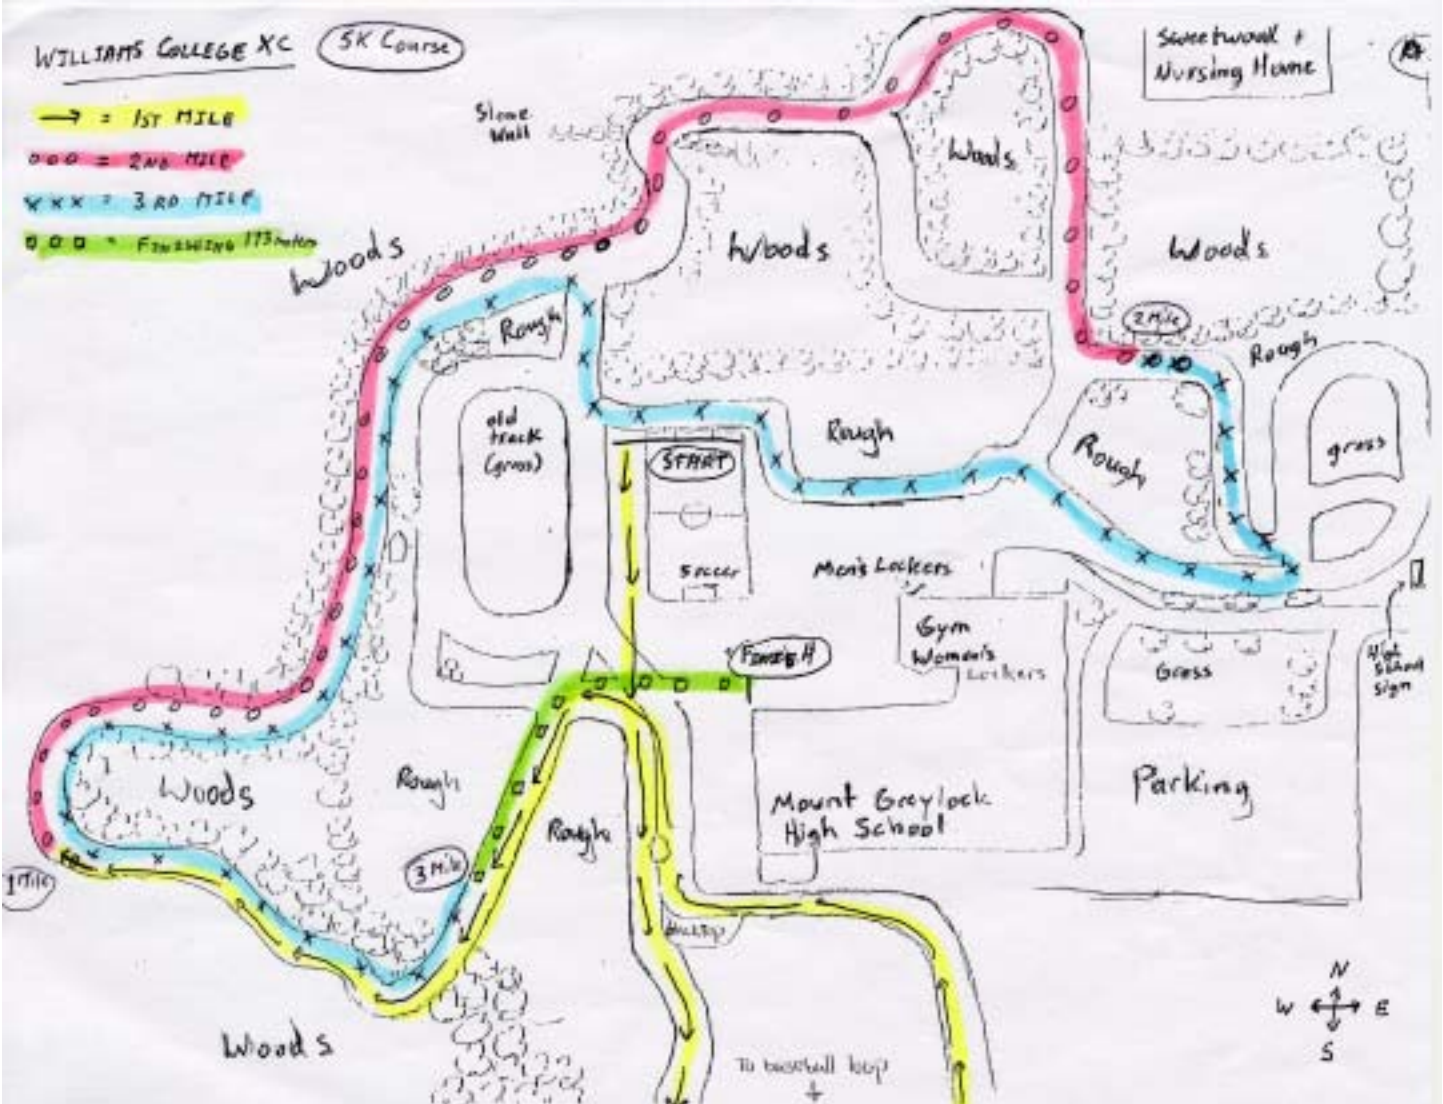 WILLIAMS COLLEGE XC
5K Course
→ = 1ST MILE
o o o = 2ND MILE
x x x = 3RD MILE
□ □ □ = FINISHING 173 meters
Stone
Wall
Sweetwood +
Nursing Home
Woods
Woods
Woods
Woods
2 Mile
Rough
Rough
old
track
(grass)
START
Rough
Rough
grass
Soccer
Men's Lockers
Gym
Women's
Lockers
FINISH
Grass
High
School
Sign
Woods
Rough
Rough
Mount Greylock
High School
Parking
3 Mile
1 Mile
Woods
To baseball loop
N
W E
S